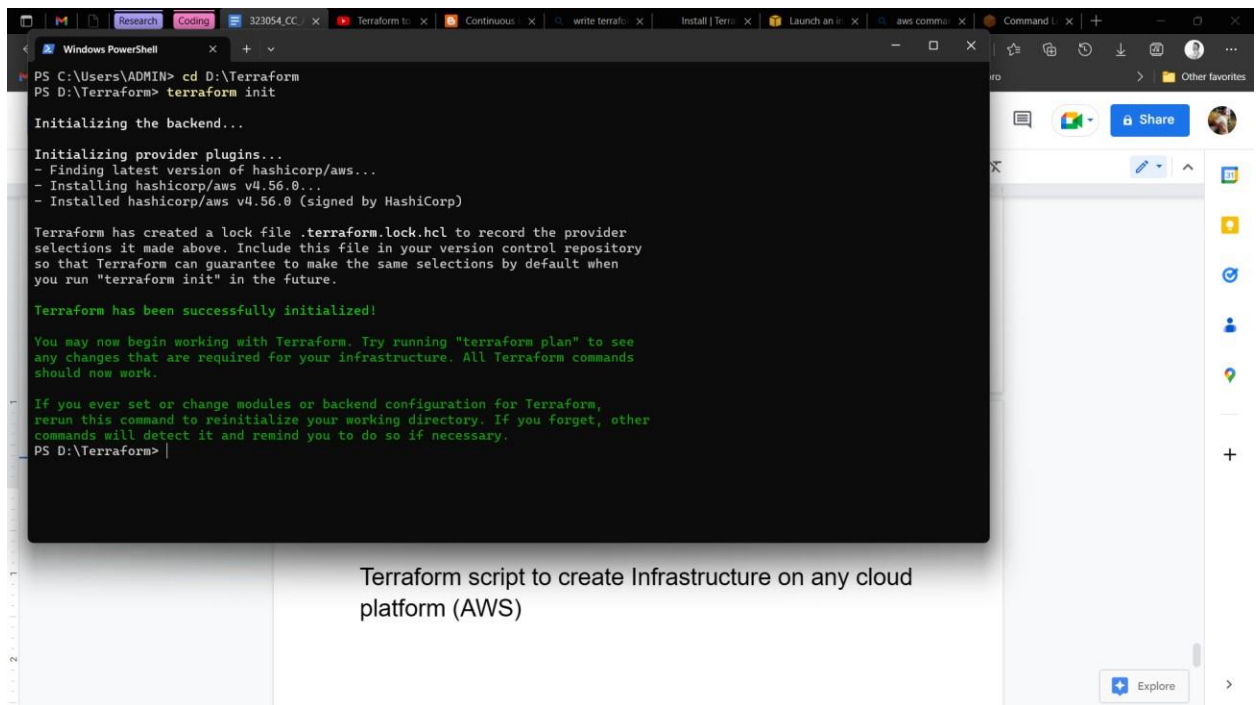 Research
Coding
323054_CC_
Terraform to
Continuous
write terrafo
Install | Terra
Launch an in
aws comman
Command Li
Windows PowerShell
Other favorites
Share
PS C:\Users\ADMIN> cd D:\Terraform
PS D:\Terraform> terraform init
Initializing the backend...
Initializing provider plugins...
- Finding latest version of hashicorp/aws...
- Installing hashicorp/aws v4.56.0...
- Installed hashicorp/aws v4.56.0 (signed by HashiCorp)
Terraform has created a lock file .terraform.lock.hcl to record the provider
selections it made above. Include this file in your version control repository
so that Terraform can guarantee to make the same selections by default when
you run "terraform init" in the future.
Terraform has been successfully initialized!
You may now begin working with Terraform. Try running "terraform plan" to see
any changes that are required for your infrastructure. All Terraform commands
should now work.
If you ever set or change modules or backend configuration for Terraform,
rerun this command to reinitialize your working directory. If you forget, other
commands will detect it and remind you to do so if necessary.
PS D:\Terraform>
Terraform script to create Infrastructure on any cloud
platform (AWS)
Explore